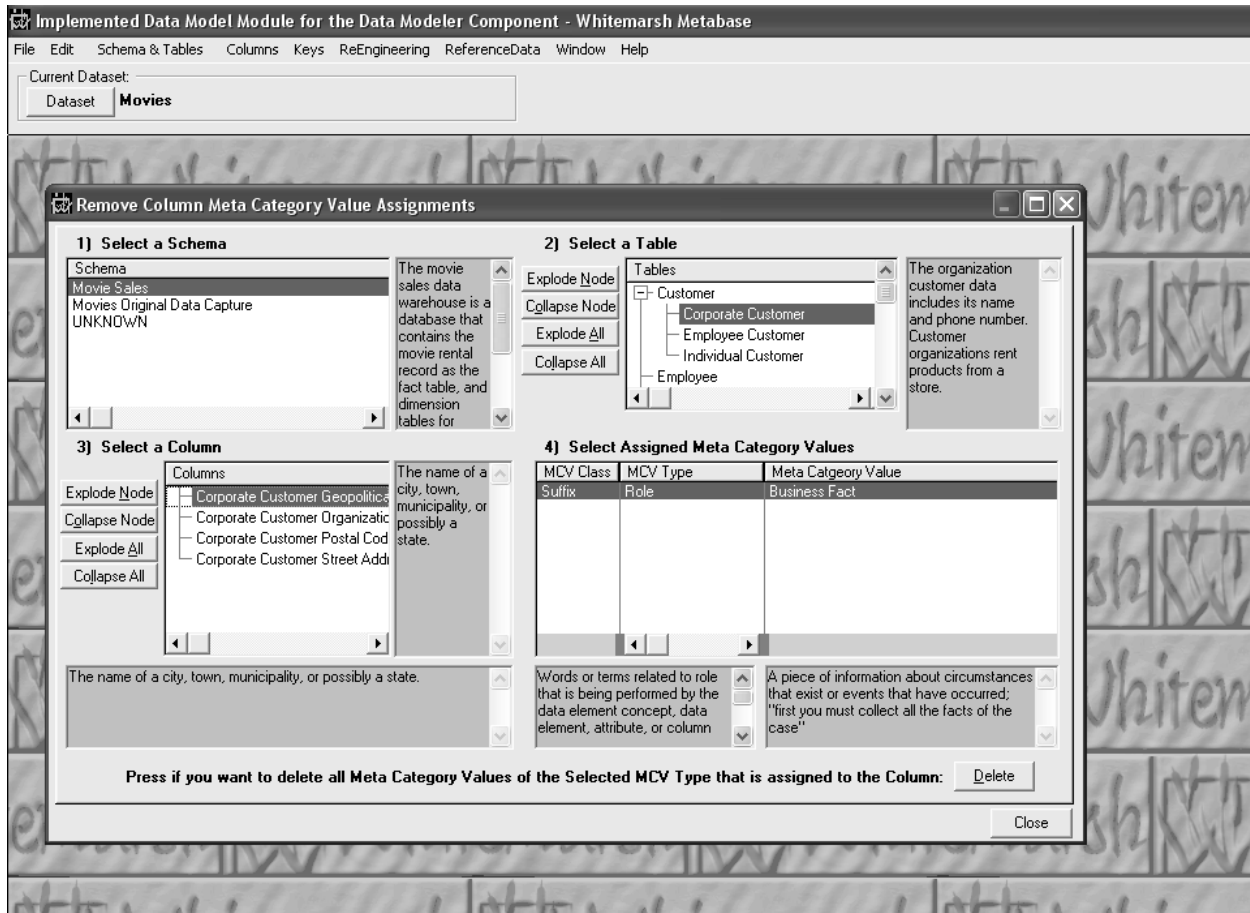 Implemented Data Model Module for the Data Modeler Component - Whitemarsh Metabase
File Edit Schema & Tables Columns Keys ReEngineering ReferenceData Window Help
Current Dataset:
Dataset Movies
Remove Column Meta Category Value Assignments
1) Select a Schema
Schema
Movie Sales
Movies Original Data Capture
UNKNOWN
The movie
sales data
warehouse is a
database that
contains the
movie rental
record as the
fact table, and
dimension
tables for
2) Select a Table
Explode Node
Collapse Node
Explode All
Collapse All
Tables
Customer
Corporate Customer
Employee Customer
Individual Customer
Employee
The organization
customer data
includes its name
and phone number.
Customer
organizations rent
products from a
store.
3) Select a Column
Explode Node
Collapse Node
Explode All
Collapse All
Columns
Corporate Customer Geopolitica
Corporate Customer Organizatic
Corporate Customer Postal Cod
Corporate Customer Street Addr
The name of a
city, town,
municipality, or
possibly a
state.
4) Select Assigned Meta Category Values
MCV Class MCV Type Meta Catgeory Value
Suffix Role Business Fact
The name of a city, town, municipality, or possibly a state.
Words or terms related to role
that is being performed by the
data element concept, data
element, attribute, or column
A piece of information about circumstances
that exist or events that have occurred;
"first you must collect all the facts of the
case"
Press if you want to delete all Meta Category Values of the Selected MCV Type that is assigned to the Column: Delete
Close